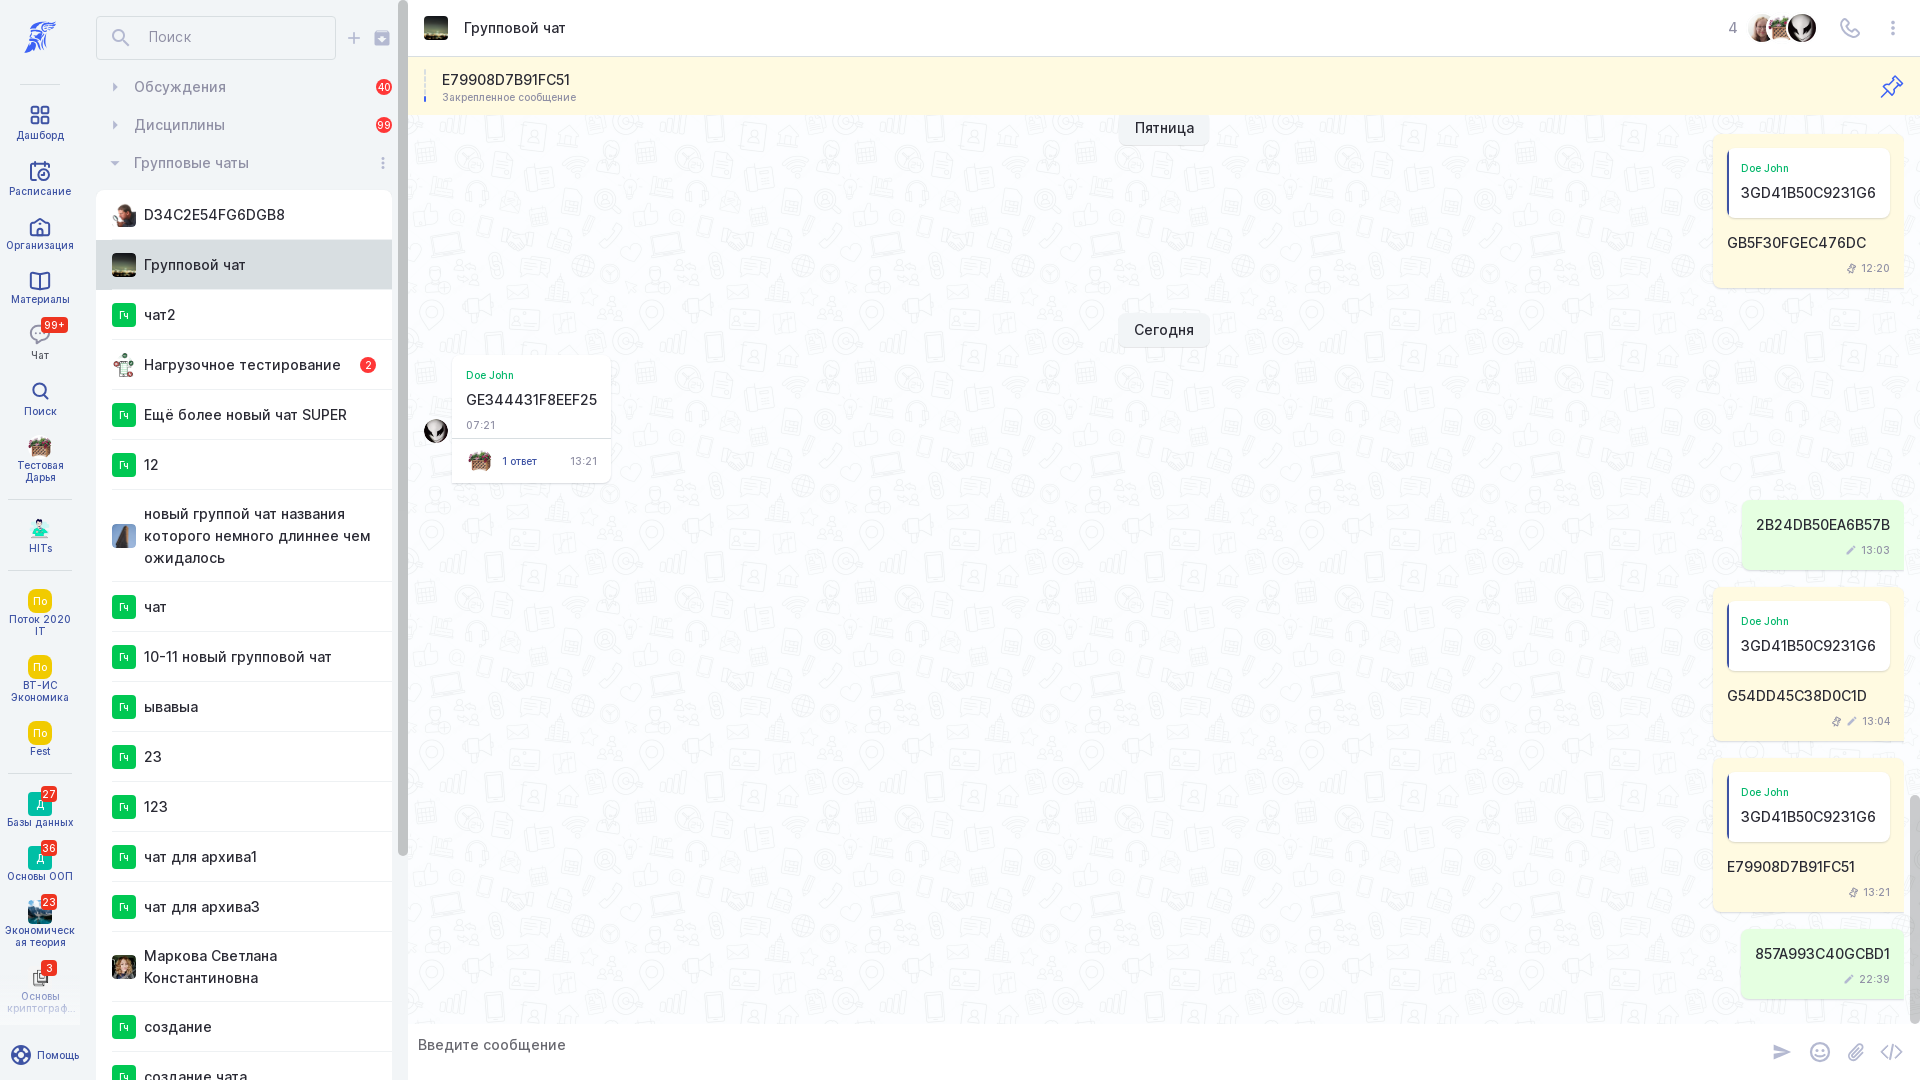 Дашборд
Расписание
Организация
Материалы
99+
Чат
Поиск
Тестовая
Дарья
HITs
По
Поток 2020
IT
По
ВТ-ИС
Экономика
По
Fest
27
Д
Базы данных
36
Д
Основы ООП
23
Экономическ
ая теория
3
Основы
криптограф...
Помощь
Поиск
Обсуждения
40
Дисциплины
99
Групповые чаты
D34C2E54FG6DGB8
Групповой чат
Гч
чат2
Нагрузочное тестирование
2
Гч
Ещё более новый чат SUPER
Гч
12
новый группой чат названия
которого немного длиннее чем
ожидалось
Гч
чат
Гч
10-11 новый групповой чат
Гч
ывавыа
Гч
23
Гч
123
Гч
чат для архива1
Гч
чат для архива3
Маркова Светлана
Константиновна
Гч
создание
Гч
создание чата
Групповой чат
4
E79908D7B91FC51
Закрепленное сообщение
Пятница
Doe John
3GD41B50C9231G6
GB5F30FGEC476DC
12:20
Сегодня
Doe John
GE344431F8EEF25
07:21
1 ответ
13:21
2B24DB50EA6B57B
13:03
Doe John
3GD41B50C9231G6
G54DD45C38D0C1D
13:04
Doe John
3GD41B50C9231G6
E79908D7B91FC51
13:21
857A993C40GCBD1
22:39
Введите сообщение